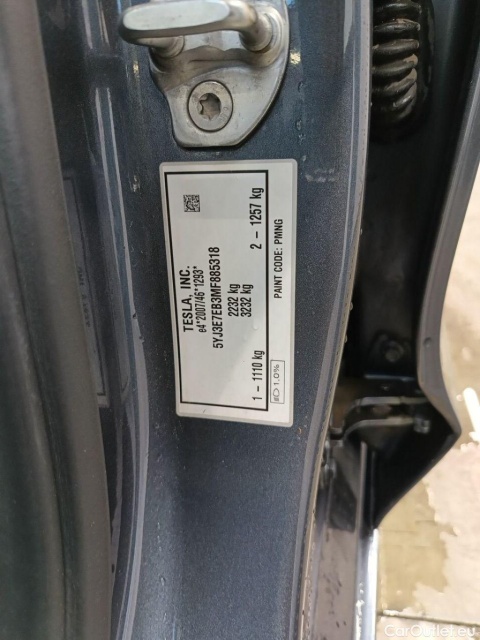 TESLA, INC.
e4*2007/46*1293*
5YJ3E7EB3MF885318
2232 kg
3232 kg
1 – 1110 kg
2 – 1257 kg
1.0%
PAINT CODE: PMNG
CarOutlet.eu